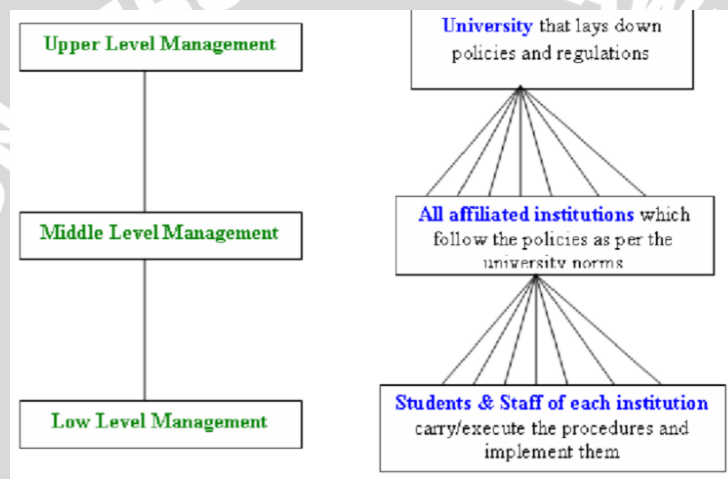 Upper Level Management
University that lays down
policies and regulations
Middle Level Management
All affiliated institutions which
follow the policies as per the
university norms
Low Level Management
Students & Staff of each institution
carry/execute the procedures and
implement them